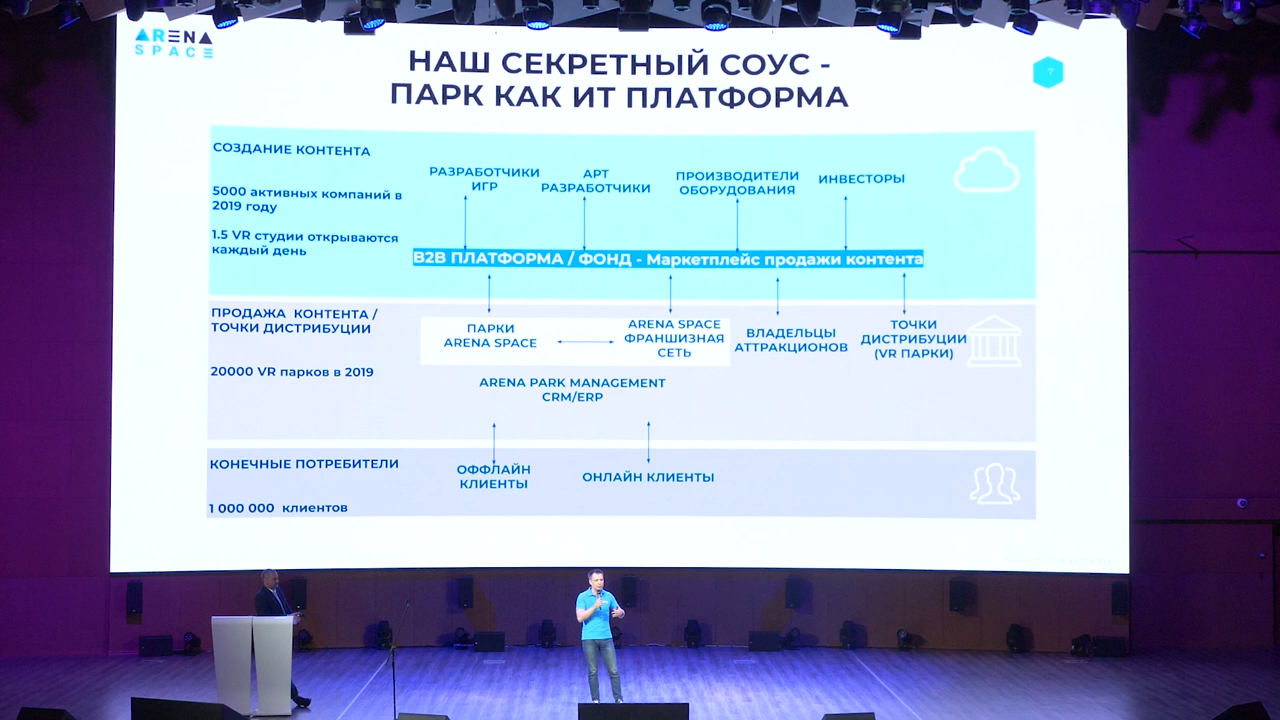 ARENA
SPACE
НАШ СЕКРЕТНЫЙ СОУС -
ПАРК КАК ИТ ПЛАТФОРМА
7
СОЗДАНИЕ КОНТЕНТА
5000 активных компаний в
2019 году
1.5 VR студии открываются
каждый день
РАЗРАБОТЧИКИ
ИГР
АРТ
РАЗРАБОТЧИКИ
ПРОИЗВОДИТЕЛИ
ОБОРУДОВАНИЯ
ИНВЕСТОРЫ
B2B ПЛАТФОРМА / ФОНД - Маркетплейс продажи контента
ПРОДАЖА КОНТЕНТА /
ТОЧКИ ДИСТРИБУЦИИ
20000 VR парков в 2019
ПАРКИ
ARENA SPACE
ARENA SPACE
ФРАНШИЗНАЯ
СЕТЬ
ВЛАДЕЛЬЦЫ
АТТРАКЦИОНОВ
ТОЧКИ
ДИСТРИБУЦИИ
(VR ПАРКИ)
ARENA PARK MANAGEMENT
CRM/ERP
КОНЕЧНЫЕ ПОТРЕБИТЕЛИ
1 000 000 клиентов
ОФФЛАЙН
КЛИЕНТЫ
ОНЛАЙН КЛИЕНТЫ